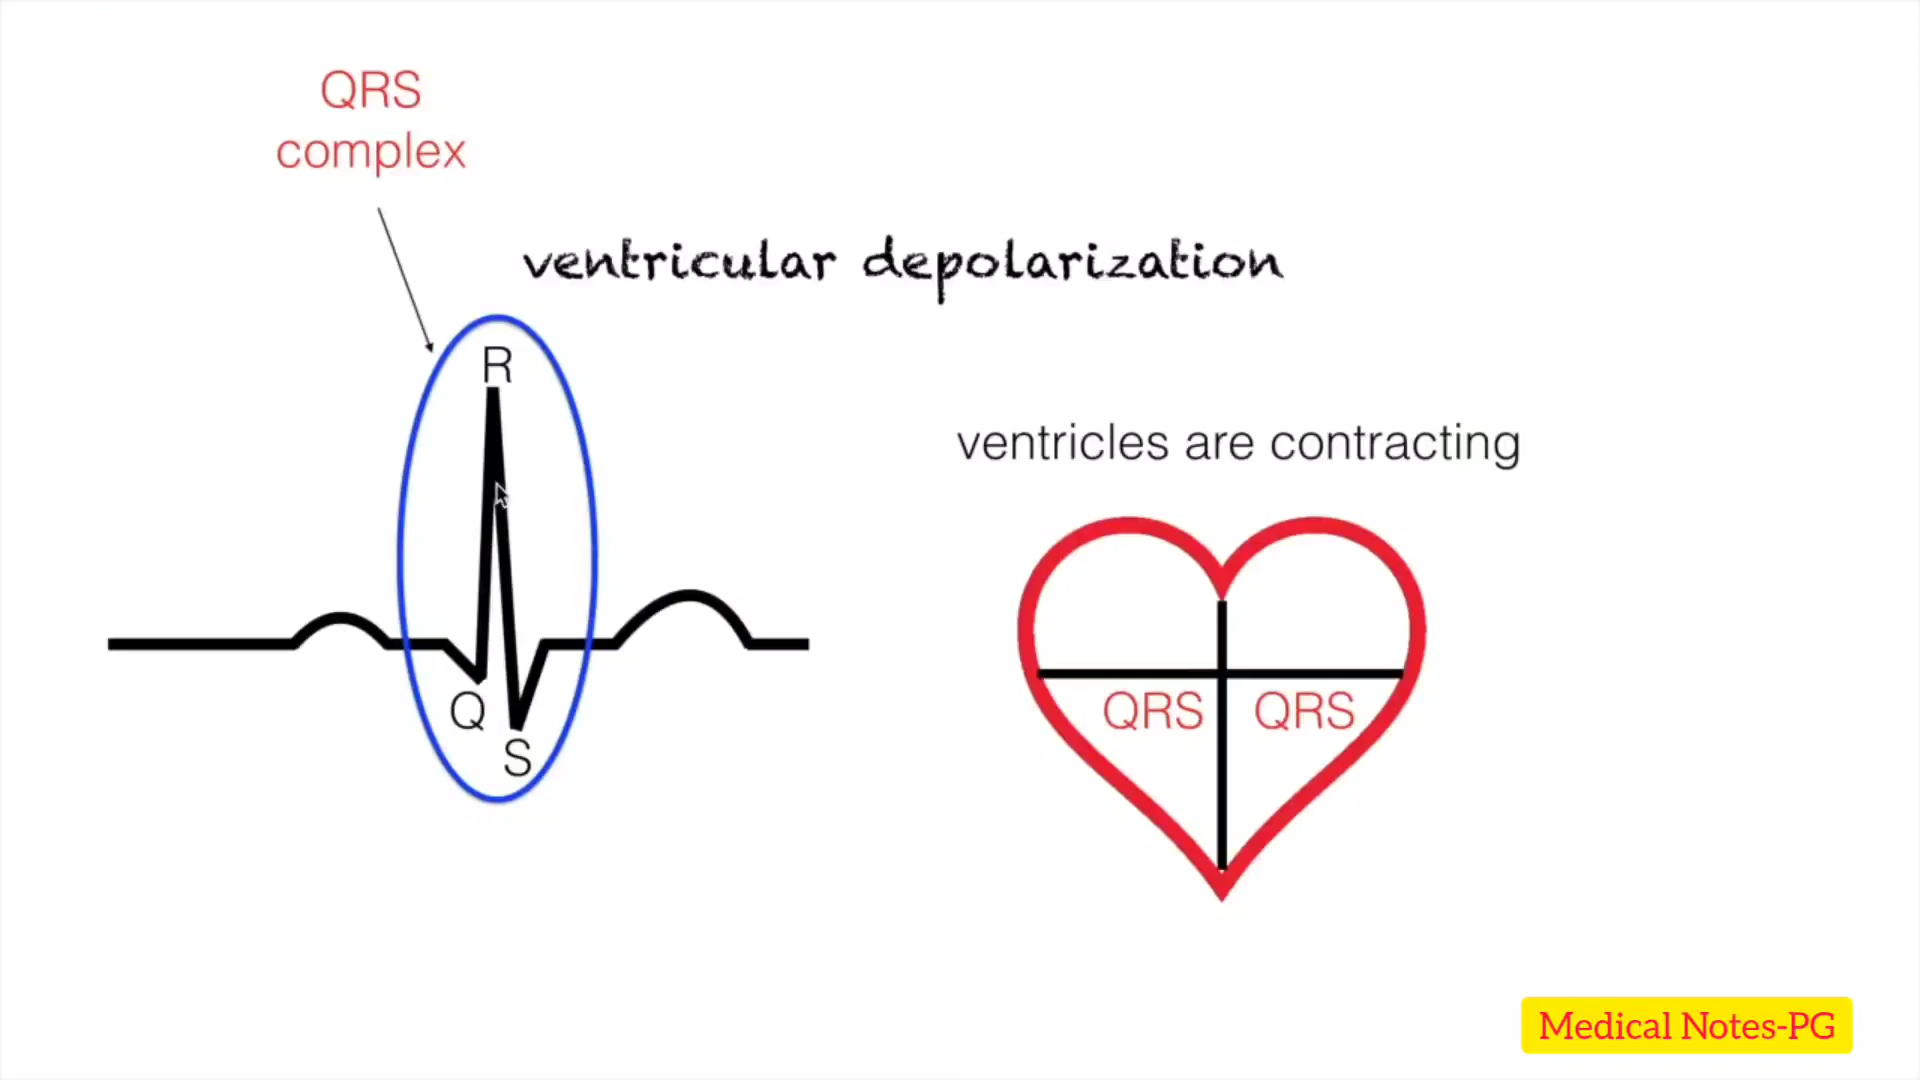 QRS
complex
ventricular depolarization
R
Q
S
ventricles are contracting
QRS QRS
Medical Notes-PG